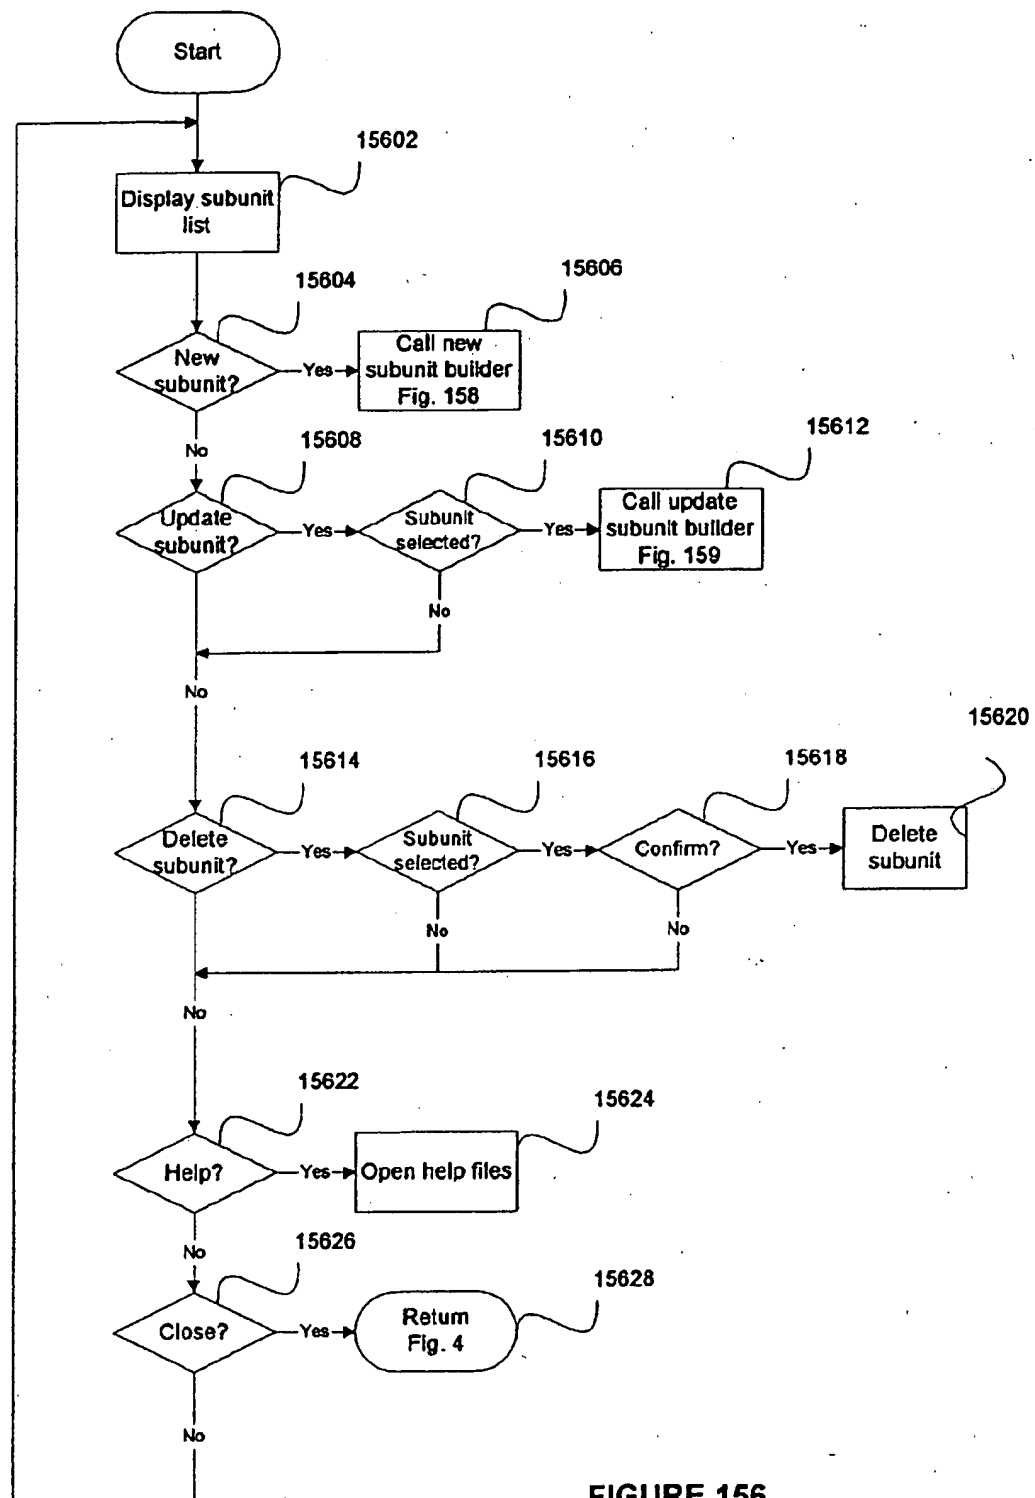 Start
15602
Display subunit
list
15604
15606
New
subunit?
Yes
Call new
subunit builder
Fig. 158
No
15608
15610
15612
Update
subunit?
Yes
Subunit
selected?
Yes
Call update
subunit builder
Fig. 159
No
No
15614
15616
15618
15620
Delete
subunit?
Yes
Subunit
selected?
Yes
Confirm?
Yes
Delete
subunit
No
No
No
15622
15624
Help?
Yes
Open help files
No
15626
15628
Close?
Yes
Return
Fig. 4
No
FIGURE 156